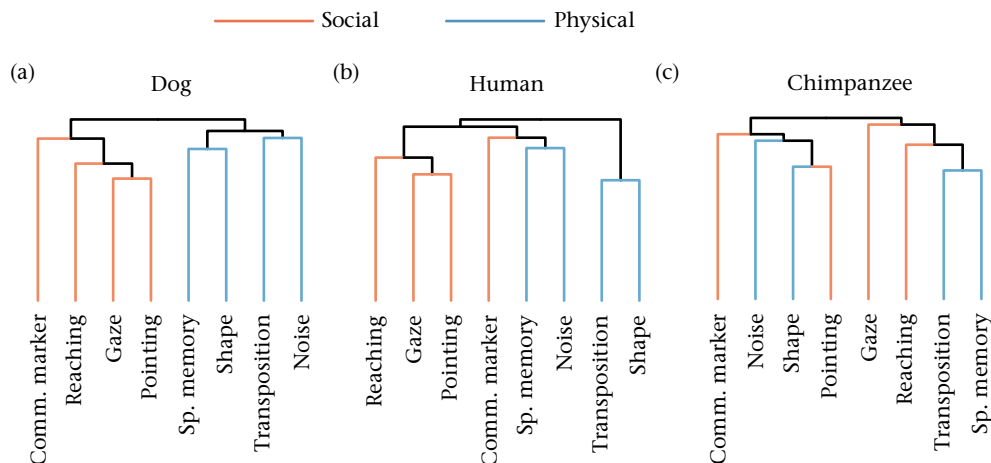 Social
Physical
(a)
Dog
(b)
Human
(c)
Chimpanzee
Comm. marker
Reaching
Gaze
Pointing
Sp. memory
Shape
Transposition
Noise
Reaching
Gaze
Pointing
Comm. marker
Sp. memory
Noise
Transposition
Shape
Comm. marker
Noise
Shape
Pointing
Gaze
Reaching
Transposition
Sp. memory